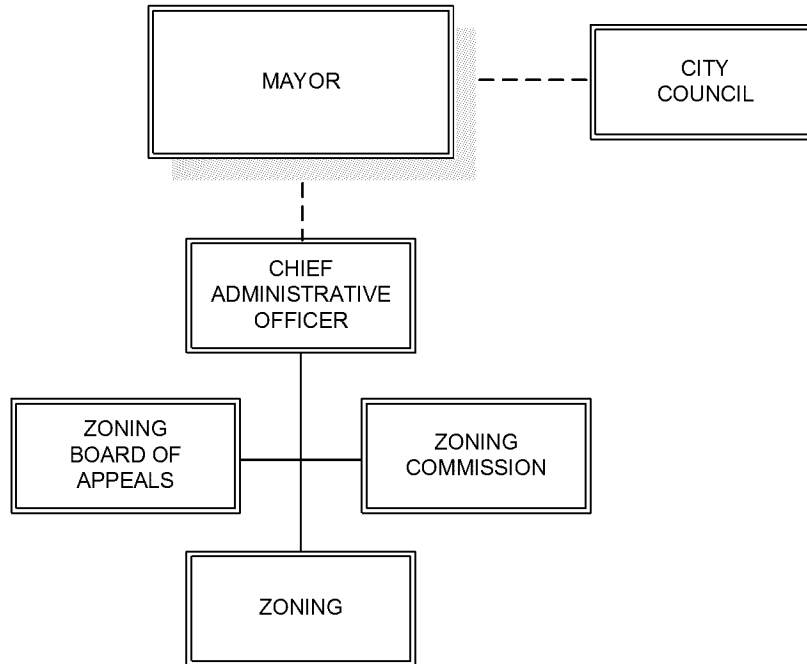 MAYOR
CITY
COUNCIL
CHIEF
ADMINISTRATIVE
OFFICER
ZONING
BOARD OF
APPEALS
ZONING
COMMISSION
ZONING